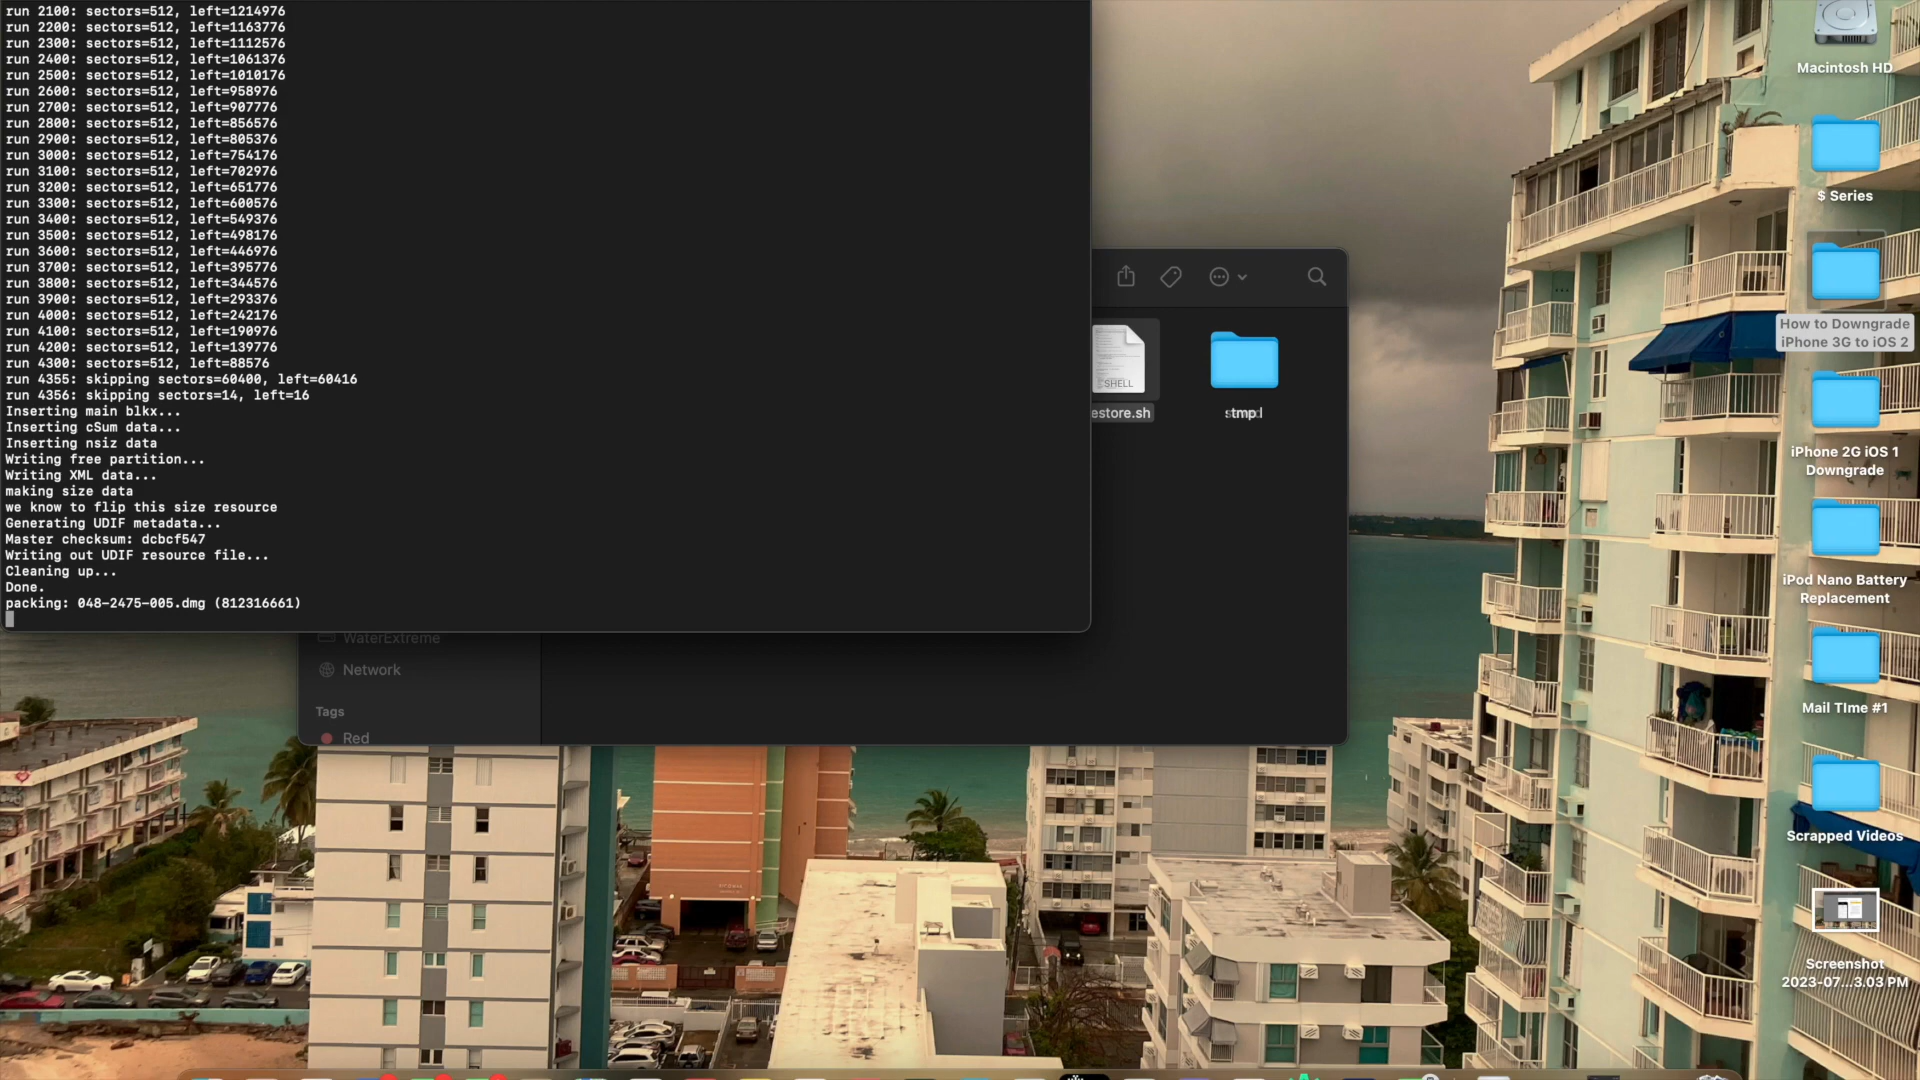 run 2100: sectors=512, left=1214976
run 2200: sectors=512, left=1163776
run 2300: sectors=512, left=1112576
run 2400: sectors=512, left=1061376
run 2500: sectors=512, left=1010176
run 2600: sectors=512, left=958976
run 2700: sectors=512, left=907776
run 2800: sectors=512, left=856576
run 2900: sectors=512, left=805376
run 3000: sectors=512, left=754176
run 3100: sectors=512, left=702976
run 3200: sectors=512, left=651776
run 3300: sectors=512, left=600576
run 3400: sectors=512, left=549376
run 3500: sectors=512, left=498176
run 3600: sectors=512, left=446976
run 3700: sectors=512, left=395776
run 3800: sectors=512, left=344576
run 3900: sectors=512, left=293376
run 4000: sectors=512, left=242176
run 4100: sectors=512, left=190976
run 4200: sectors=512, left=139776
run 4300: sectors=512, left=88576
run 4355: skipping sectors=60400, left=60416
run 4356: skipping sectors=14, left=16
Inserting main blkx...
Inserting cSum data...
Inserting nsiz data
Writing free partition...
Writing XML data...
making size data
we know to flip this size resource
Generating UDIF metadata...
Master checksum: dcbcf547
Writing out UDIF resource file...
Cleaning up...
Done.
packing: 048-2475-005.dmg (812316661)
WaterExtreme
Network
Tags
Red
SHELL
estore.sh
tmp
Macintosh HD
$ Series
How to Downgrade
iPhone 3G to iOS 2
iPhone 2G iOS 1
Downgrade
iPod Nano Battery
Replacement
Mail TIme #1
Scrapped Videos
Screenshot
2023-07...3.03 PM